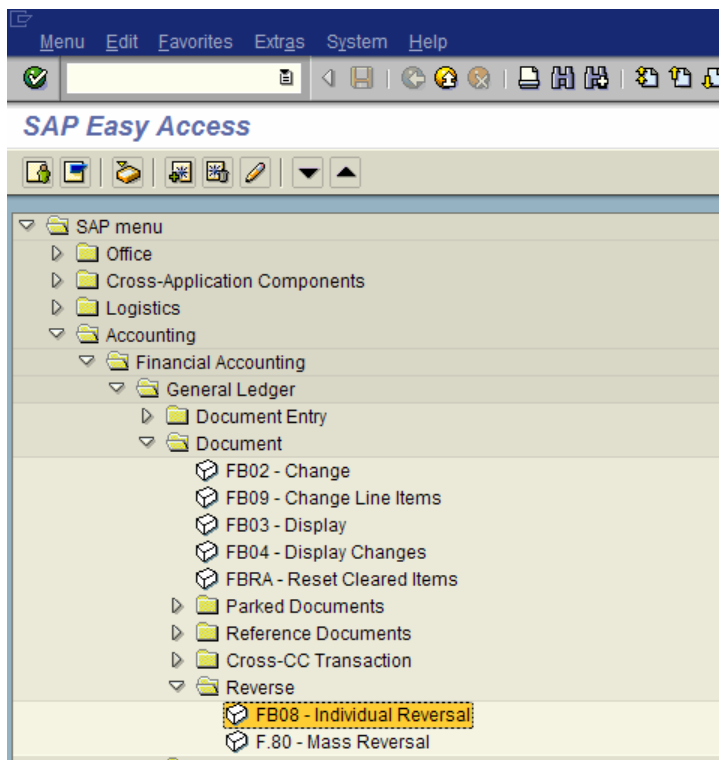 Menu Edit Favorites Extras System Help
SAP Easy Access
SAP menu
Office
Cross-Application Components
Logistics
Accounting
Financial Accounting
General Ledger
Document Entry
Document
FB02 - Change
FB09 - Change Line Items
FB03 - Display
FB04 - Display Changes
FBRA - Reset Cleared Items
Parked Documents
Reference Documents
Cross-CC Transaction
Reverse
FB08 - Individual Reversal
F.80 - Mass Reversal